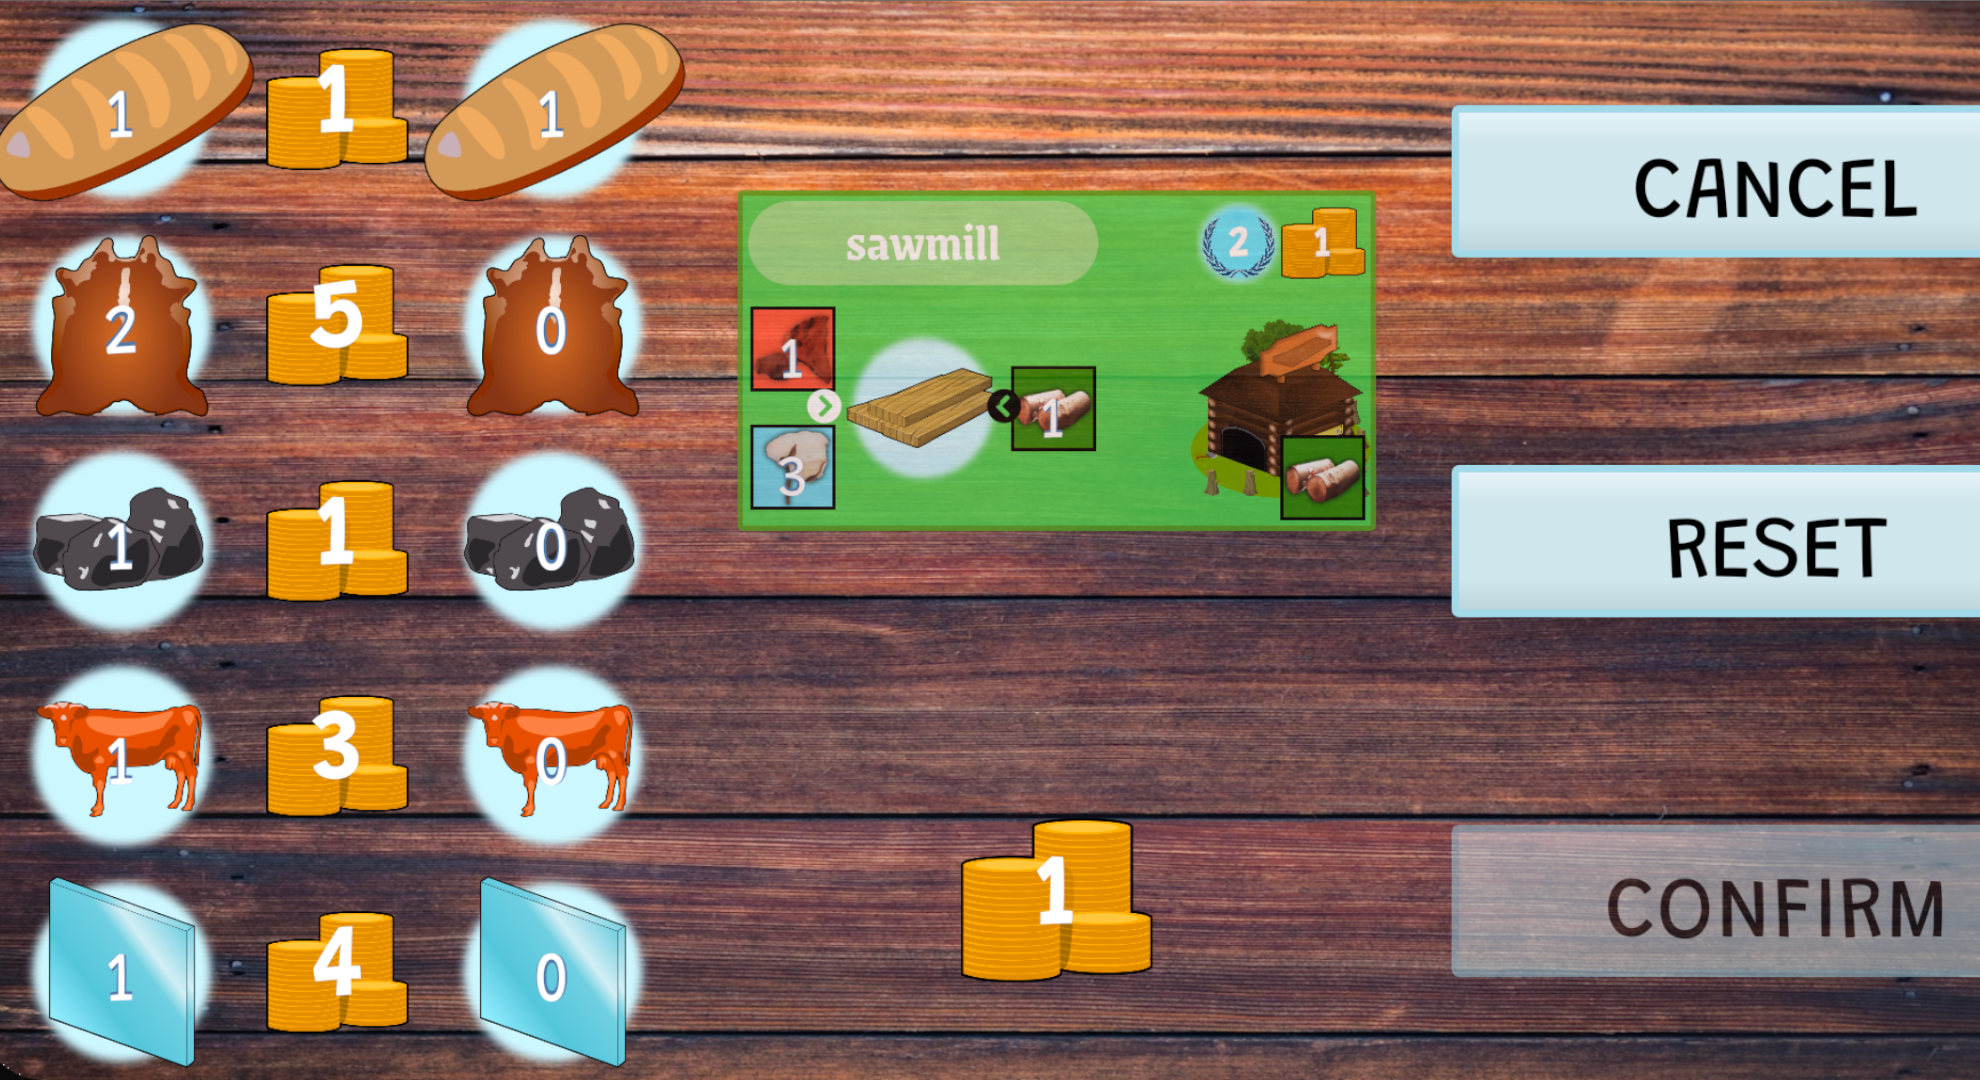 1 1 1
2 5 0
1 1 0
1 3 0
1 4 0
sawmill 2 1
1
3
1
1
CANCEL
RESET
CONFIRM